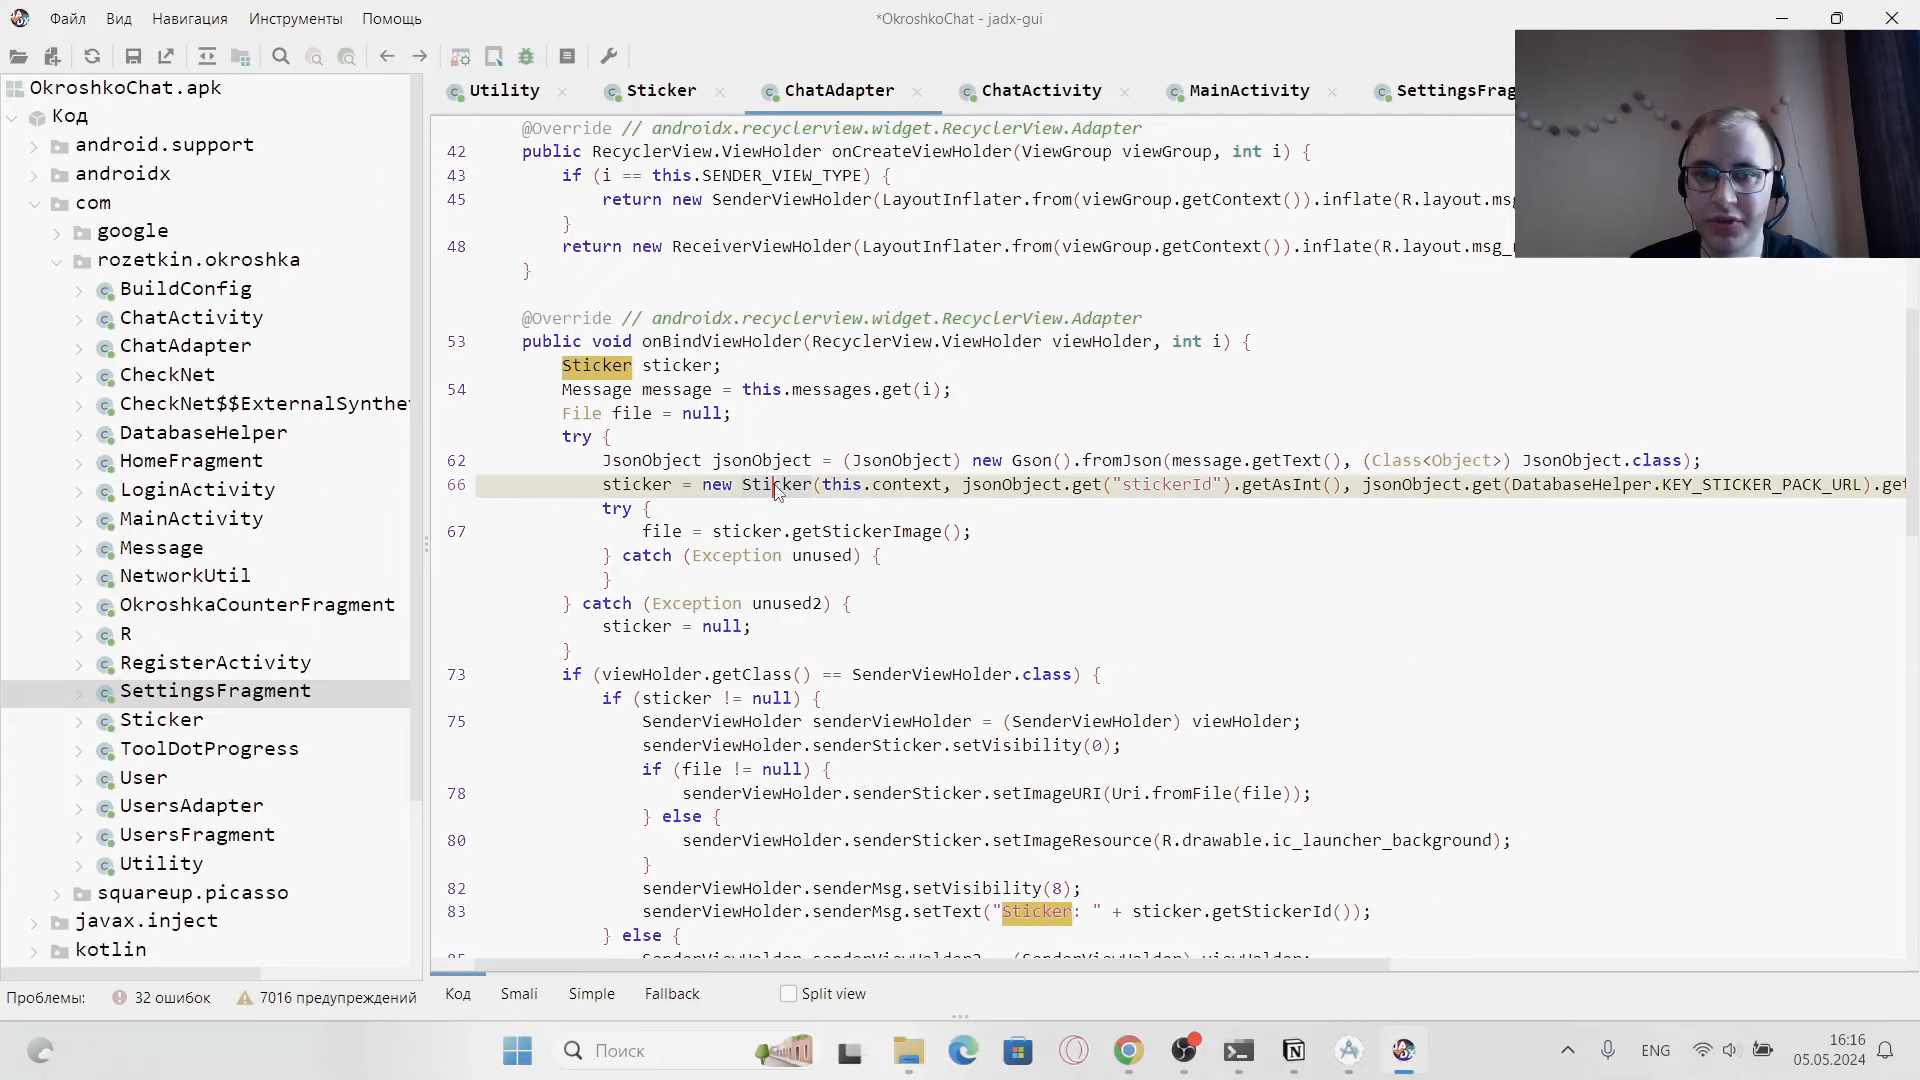 Файл Вид Навигация Инструменты Помощь
*OkroshkoChat - jadx-gui
OkroshkoChat.apk
Код
android.support
androidx
com
google
rozetkin.okroshka
BuildConfig
ChatActivity
ChatAdapter
CheckNet
CheckNet$$ExternalSynthe
DatabaseHelper
HomeFragment
LoginActivity
MainActivity
Message
NetworkUtil
OkroshkaCounterFragment
R
RegisterActivity
SettingsFragment
Sticker
ToolDotProgress
User
UsersAdapter
UsersFragment
Utility
squareup.picasso
javax.inject
kotlin
Utility Sticker ChatAdapter ChatActivity MainActivity SettingsFrag
@Override // androidx.recyclerview.widget.RecyclerView.Adapter
42 public RecyclerView.ViewHolder onCreateViewHolder(ViewGroup viewGroup, int i) {
43 if (i == this.SENDER_VIEW_TYPE) {
45 return new SenderViewHolder(LayoutInflater.from(viewGroup.getContext()).inflate(R.layout.msg
}
48 return new ReceiverViewHolder(LayoutInflater.from(viewGroup.getContext()).inflate(R.layout.msg_
}
@Override // androidx.recyclerview.widget.RecyclerView.Adapter
53 public void onBindViewHolder(RecyclerView.ViewHolder viewHolder, int i) {
Sticker sticker;
54 Message message = this.messages.get(i);
File file = null;
try {
62 JsonObject jsonObject = (JsonObject) new Gson().fromJson(message.getText(), (Class<Object>) JsonObject.class);
66 sticker = new Sticker(this.context, jsonObject.get("stickerId").getAsInt(), jsonObject.get(DatabaseHelper.KEY_STICKER_PACK_URL).get
try {
67 file = sticker.getStickerImage();
} catch (Exception unused) {
}
} catch (Exception unused2) {
sticker = null;
}
73 if (viewHolder.getClass() == SenderViewHolder.class) {
if (sticker != null) {
75 SenderViewHolder senderViewHolder = (SenderViewHolder) viewHolder;
senderViewHolder.senderSticker.setVisibility(0);
if (file != null) {
78 senderViewHolder.senderSticker.setImageURI(Uri.fromFile(file));
} else {
80 senderViewHolder.senderSticker.setImageResource(R.drawable.ic_launcher_background);
}
82 senderViewHolder.senderMsg.setVisibility(8);
83 senderViewHolder.senderMsg.setText("Sticker: " + sticker.getStickerId());
} else {
Проблемы: 32 ошибок 7016 предупреждений
Код Smali Simple Fallback Split view
Поиск
ENG
16:16
05.05.2024